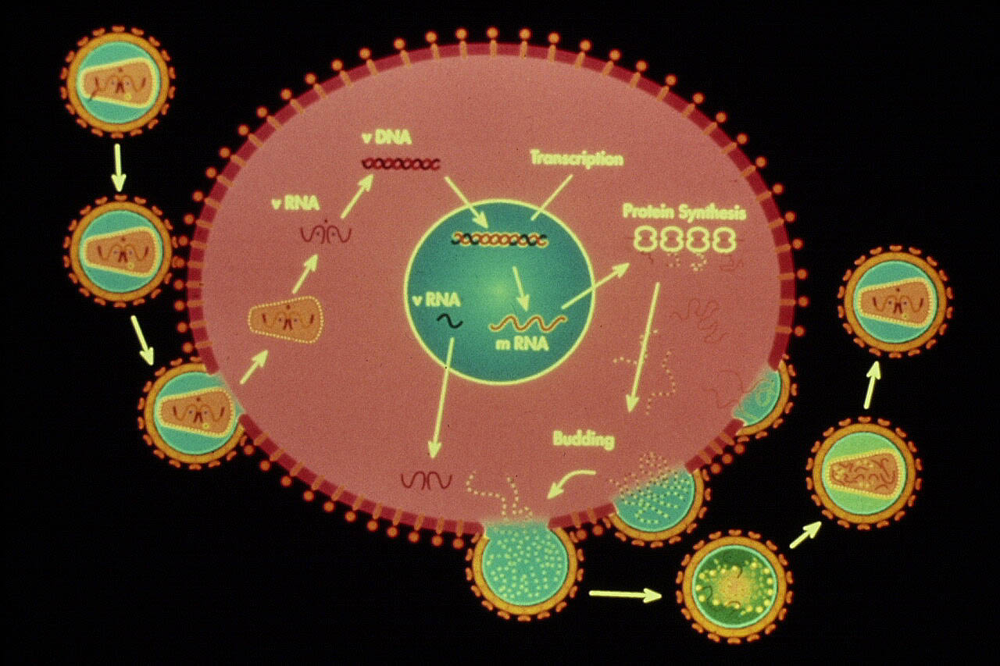 v DNA
Transcription
v RNA
Protein Synthesis
v RNA
m RNA
Budding